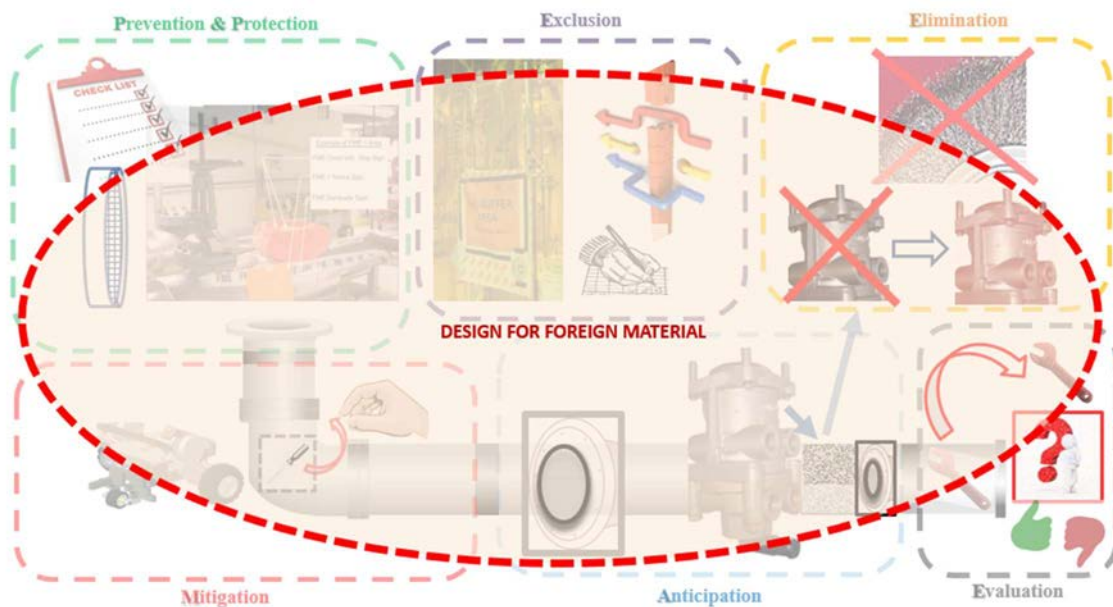 Prevention & Protection
Exclusion
Elimination
CHECK LIST
DESIGN FOR FOREIGN MATERIAL
Mitigation
Anticipation
Evaluation